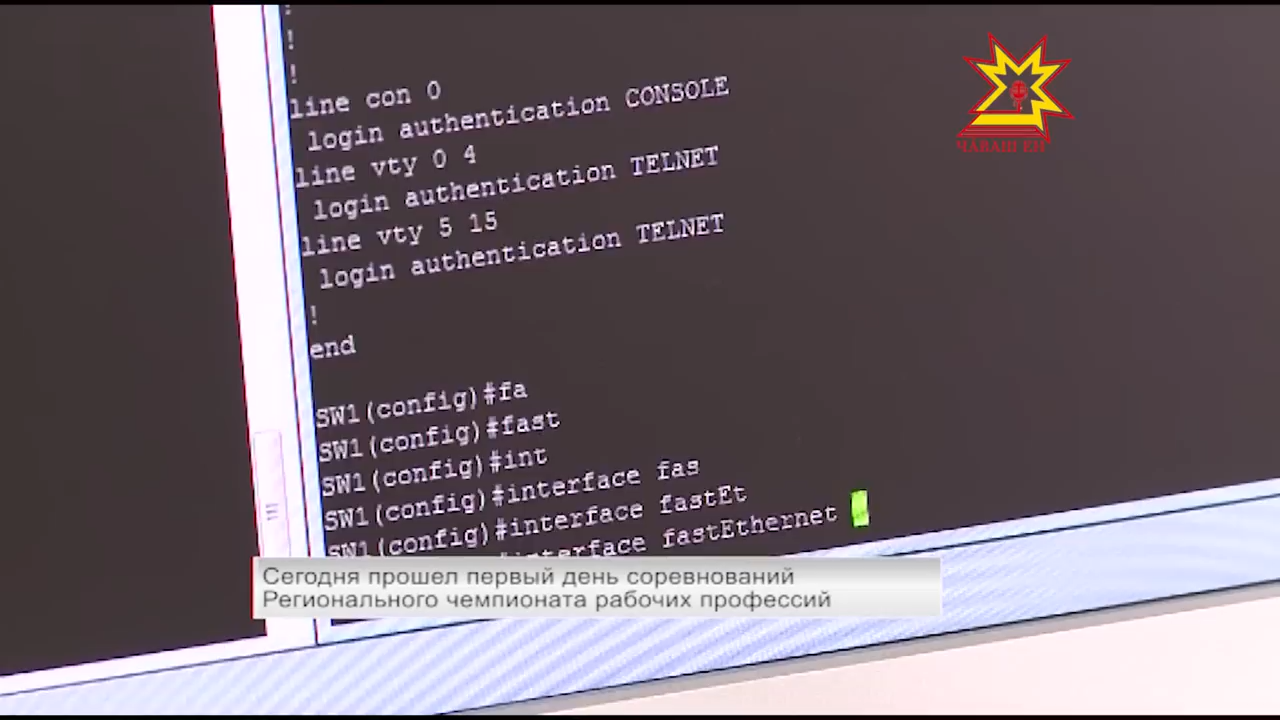 !
!
!
line con 0
login authentication CONSOLE
line vty 0 4
login authentication TELNET
line vty 5 15
login authentication TELNET
!
end
SW1(config)#fa
SW1(config)#fast
SW1(config)#int
SW1(config)#interface fas
SW1(config)#interface fastEt
interface fastEthernet
ЧĂВАШ ЕН
Сегодня прошел первый день соревнований
Регионального чемпионата рабочих профессий